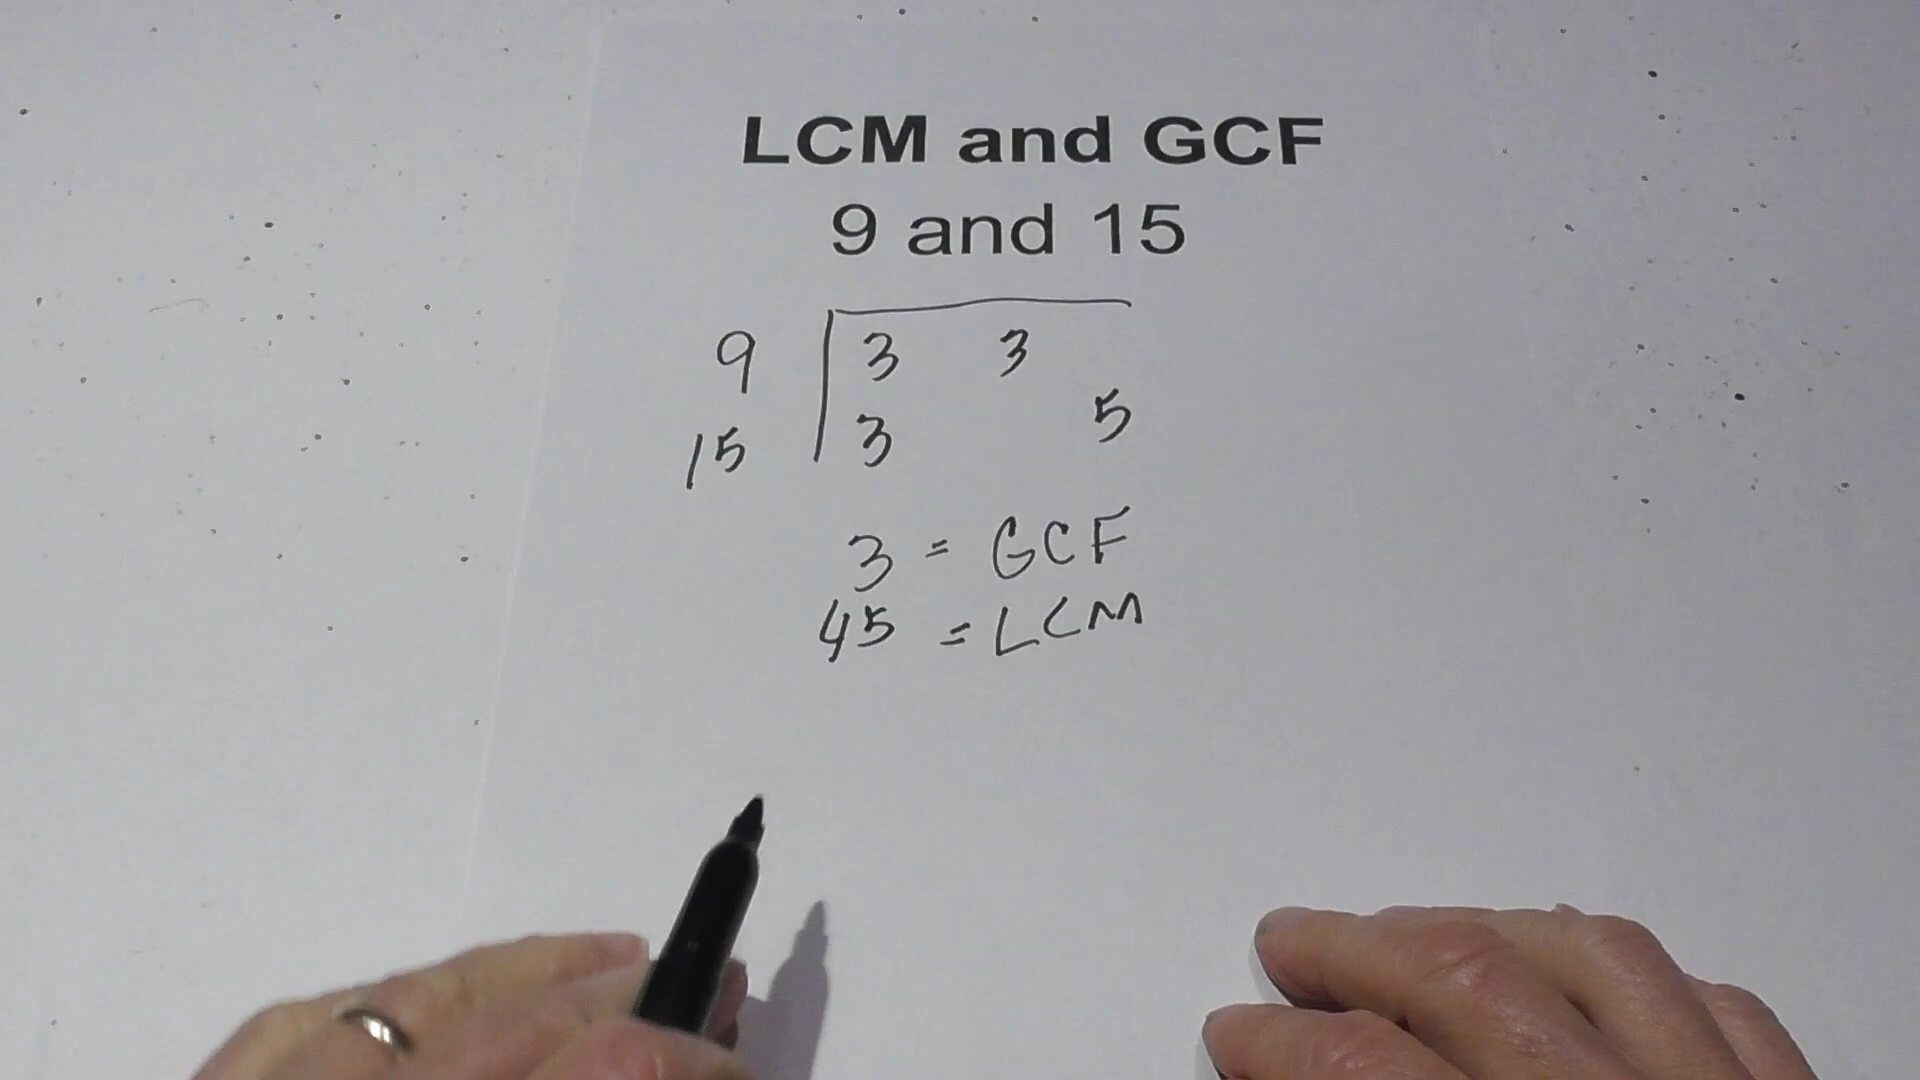 LCM and GCF
9 and 15
9 3 3
15 3 5
3 = GCF
45 = LCM